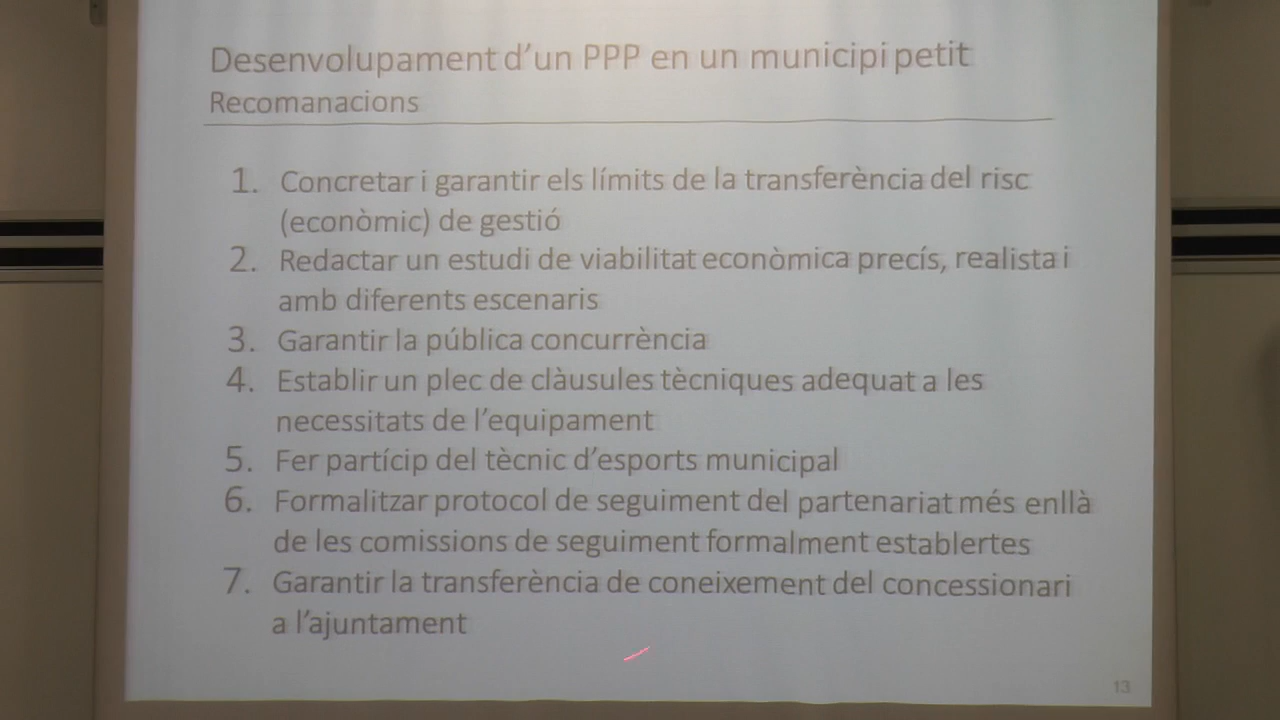 Desenvolupament d'un PPP en un municipi petit
Recomanacions
1. Concretar i garantir els límits de la transferència del risc
(econòmic) de gestió
2. Redactar un estudi de viabilitat econòmica precís, realista i
amb diferents escenaris
3. Garantir la pública concurrència
4. Establir un plec de clàusules tècniques adequat a les
necessitats de l'equipament
5. Fer partícip del tècnic d'esports municipal
6. Formalitzar protocol de seguiment del partenariat més enllà
de les comissions de seguiment formalment establertes
7. Garantir la transferència de coneixement del concessionari
a l'ajuntament
13